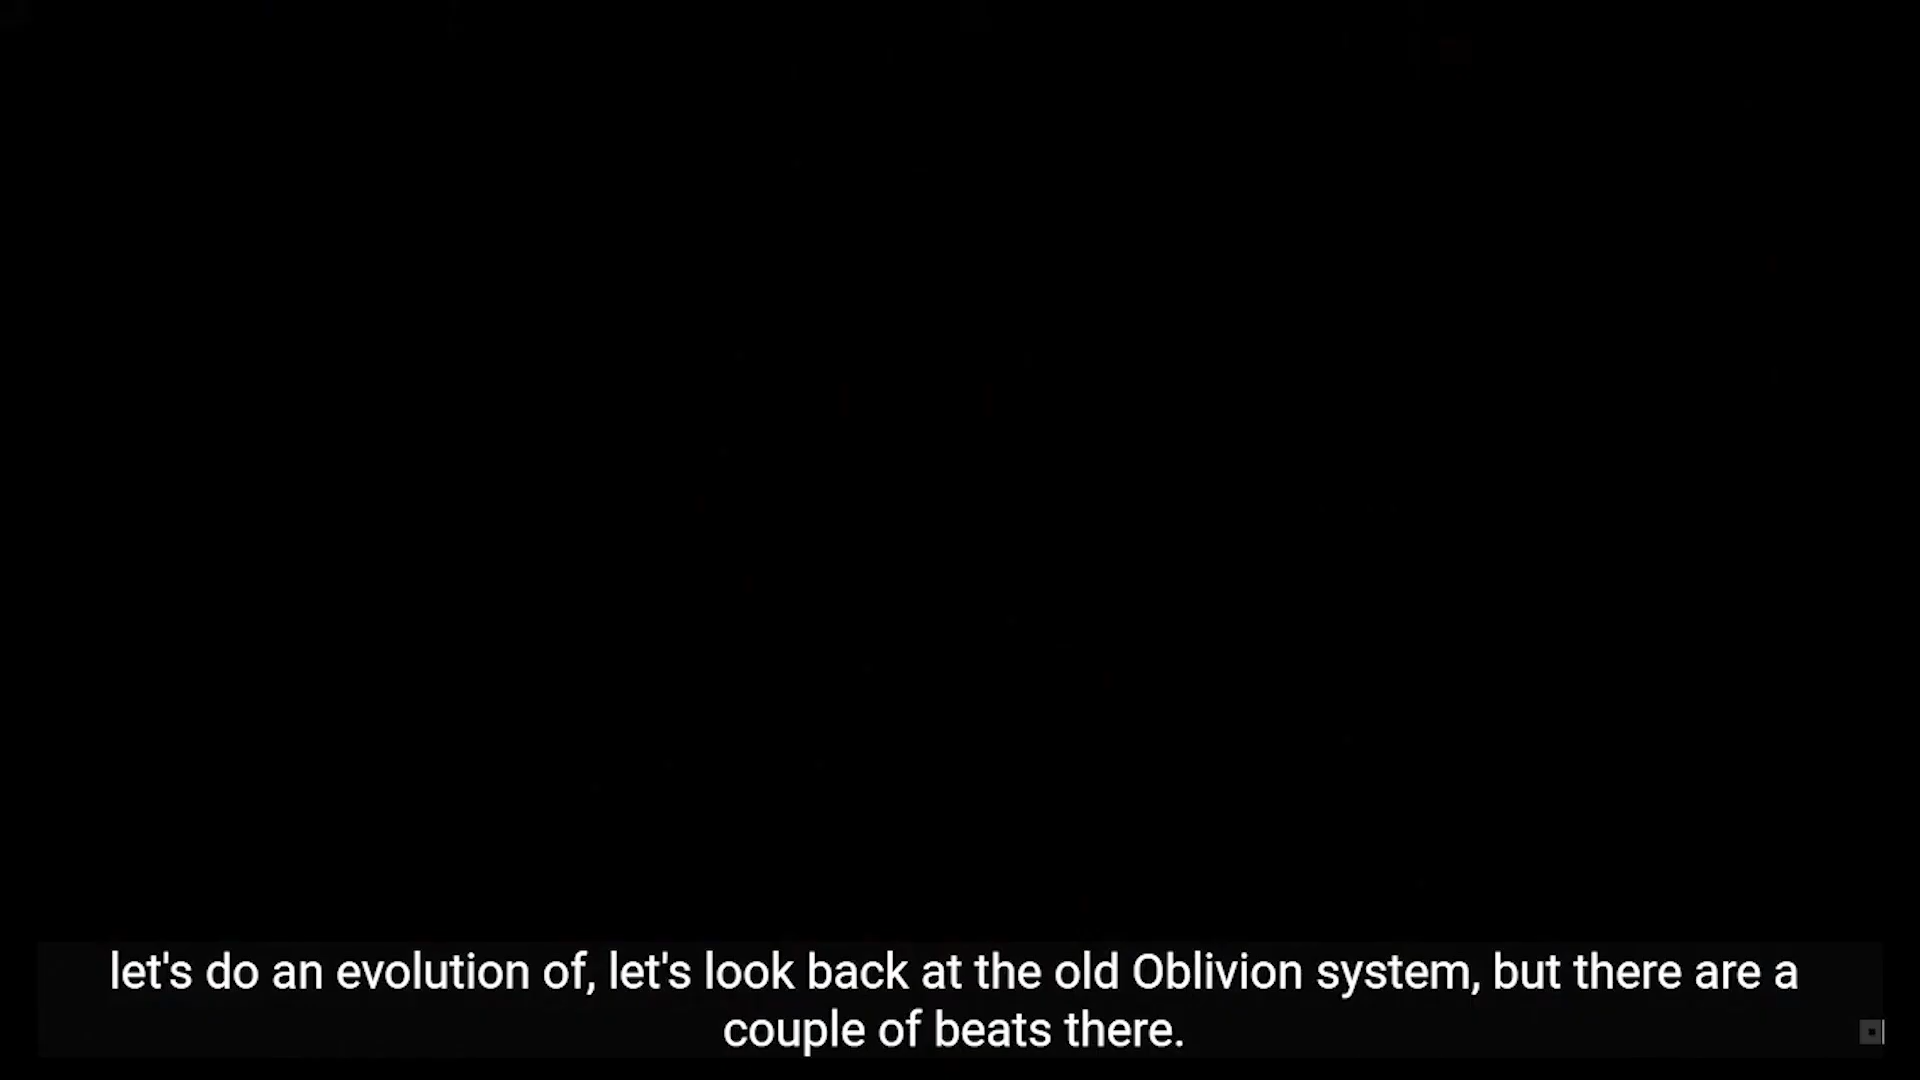 let's do an evolution of, let's look back at the old Oblivion system, but there are a
couple of beats there.